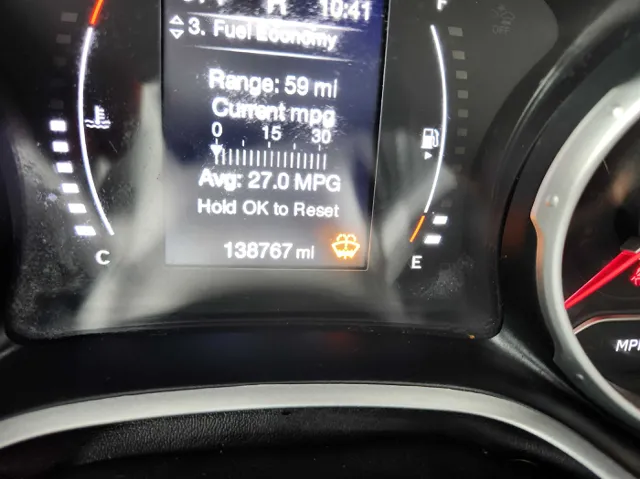 10:41
F
3. Fuel Economy
Range: 59 mi
Current mpg
0 15 30
Avg: 27.0 MPG
Hold OK to Reset
138767 mi
C
E